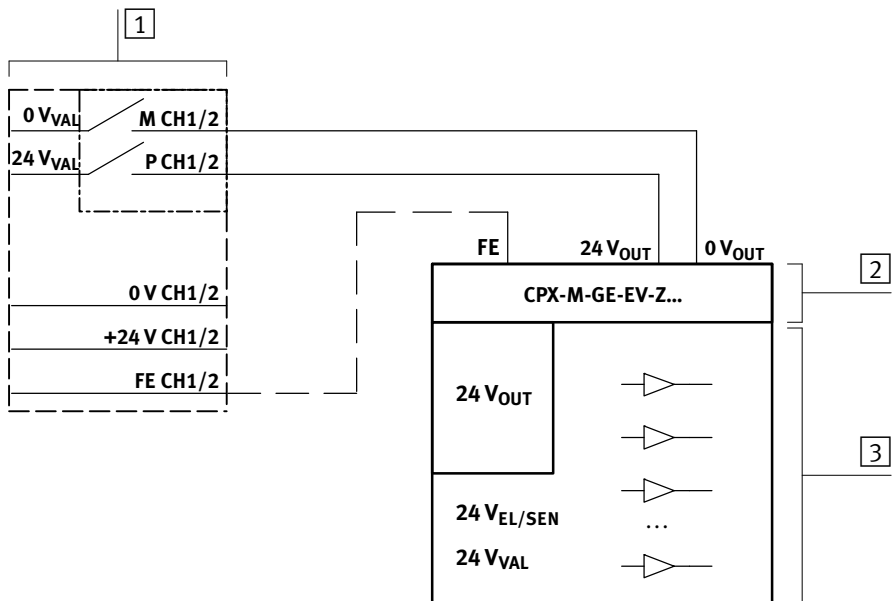 1
0 VVAL M CH1/2
24 VVAL P CH1/2
FE 24 VOUT 0 VOUT
2
CPX-M-GE-EV-Z...
0 V CH1/2
+24 V CH1/2
FE CH1/2
24 VOUT
3
24 VEL/SEN
...
24 VVAL